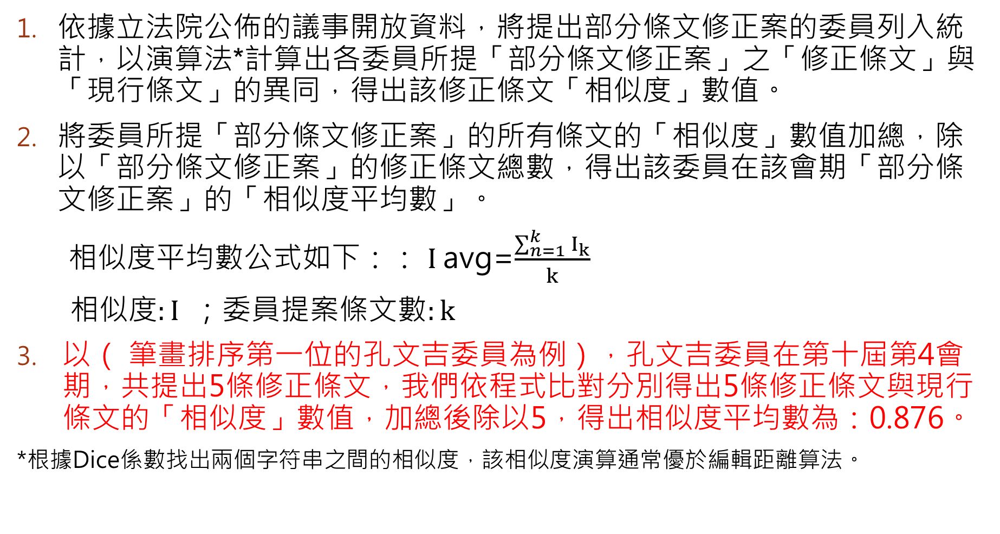 1. 依據立法院公佈的議事開放資料，將提出部分條文修正案的委員列入統
計，以演算法*計算出各委員所提「部分條文修正案」之「修正條文」與
「現行條文」的異同，得出該修正條文「相似度」數值。
2. 將委員所提「部分條文修正案」的所有條文的「相似度」數值加總，除
以「部分條文修正案」的修正條文總數，得出該委員在該會期「部分條
文修正案」的「相似度平均數」。
相似度平均數公式如下：： I avg=\frac{\sum_{n=1}^{k} I_k}{k}
相似度: I ；委員提案條文數: k
3. 以（ 筆畫排序第一位的孔文吉委員為例），孔文吉委員在第十屆第4會
期，共提出5條修正條文，我們依程式比對分別得出5條修正條文與現行
條文的「相似度」數值，加總後除以5，得出相似度平均數為：0.876。
*根據Dice係數找出兩個字符串之間的相似度，該相似度演算通常優於編輯距離算法。